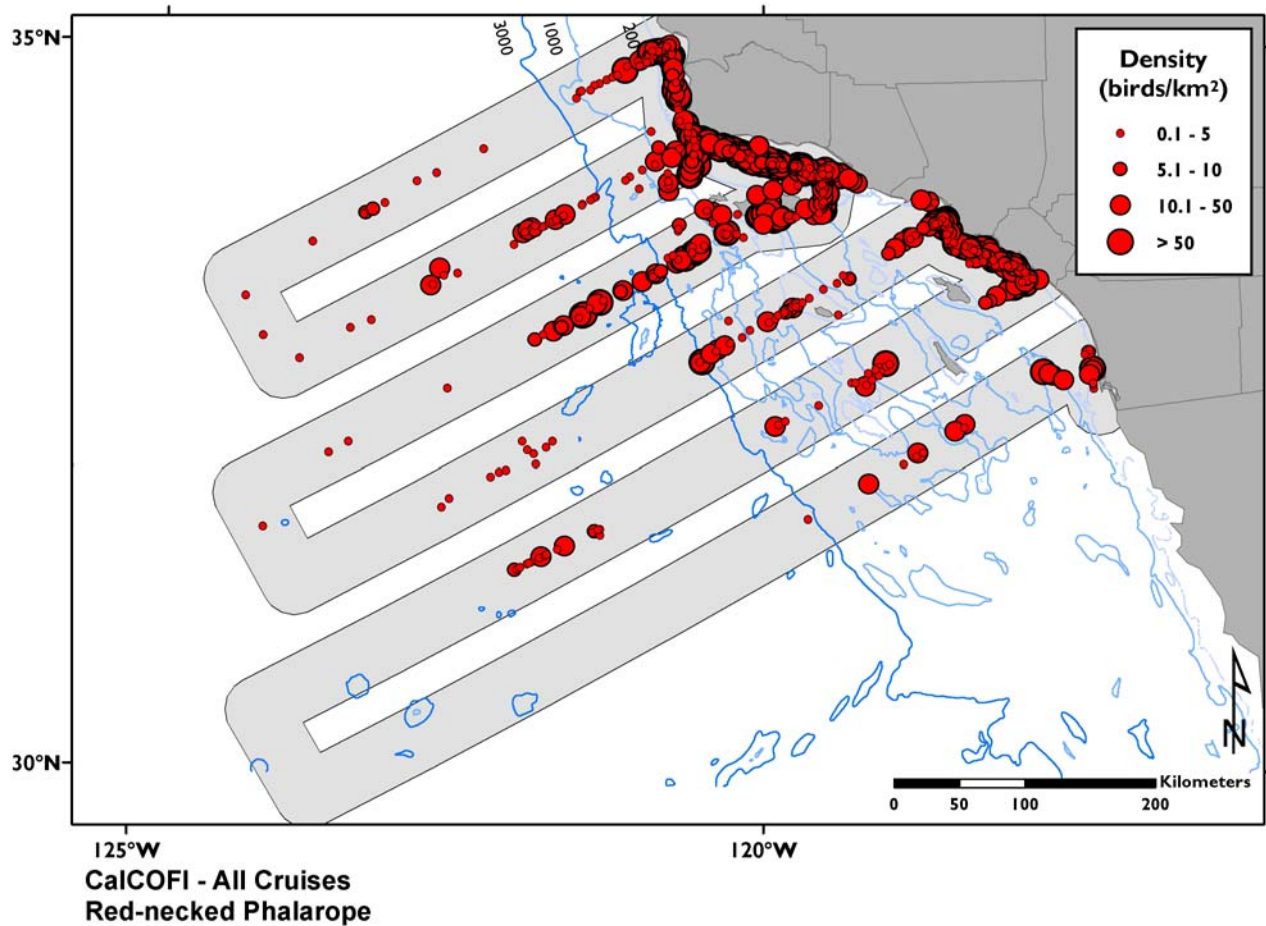 35°N
3000
1000
200
Density
(birds/km²)
0.1 - 5
5.1 - 10
10.1 - 50
> 50
30°N
N
Kilometers
0 50 100 200
125°W 120°W
CalCOFI - All Cruises
Red-necked Phalarope